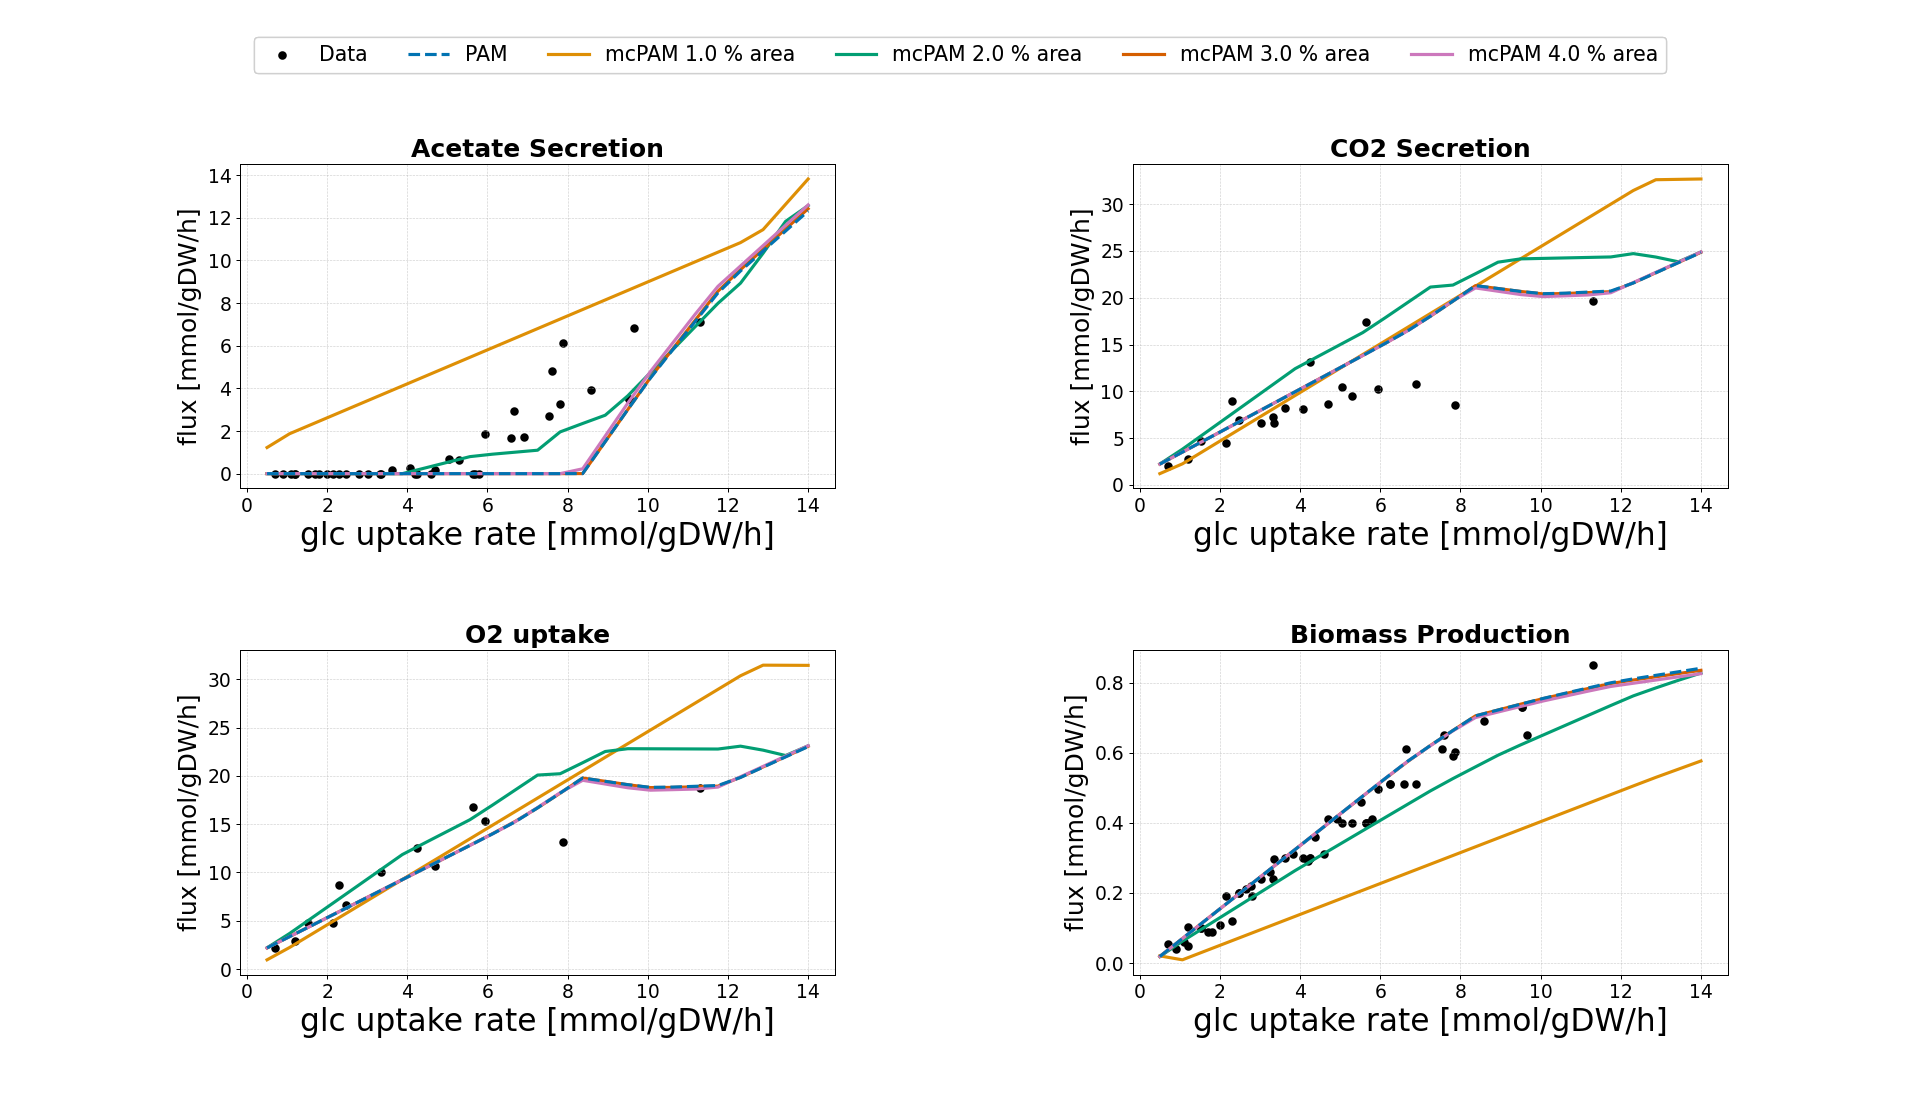 Data PAM mcPAM 1.0 % area mcPAM 2.0 % area mcPAM 3.0 % area mcPAM 4.0 % area
Acetate Secretion
flux [mmol/gDW/h]
14
12
10
8
6
4
2
0
0 2 4 6 8 10 12 14
glc uptake rate [mmol/gDW/h]
CO2 Secretion
flux [mmol/gDW/h]
30
25
20
15
10
5
0
0 2 4 6 8 10 12 14
glc uptake rate [mmol/gDW/h]
O2 uptake
flux [mmol/gDW/h]
30
25
20
15
10
5
0
0 2 4 6 8 10 12 14
glc uptake rate [mmol/gDW/h]
Biomass Production
flux [mmol/gDW/h]
0.8
0.6
0.4
0.2
0.0
0 2 4 6 8 10 12 14
glc uptake rate [mmol/gDW/h]